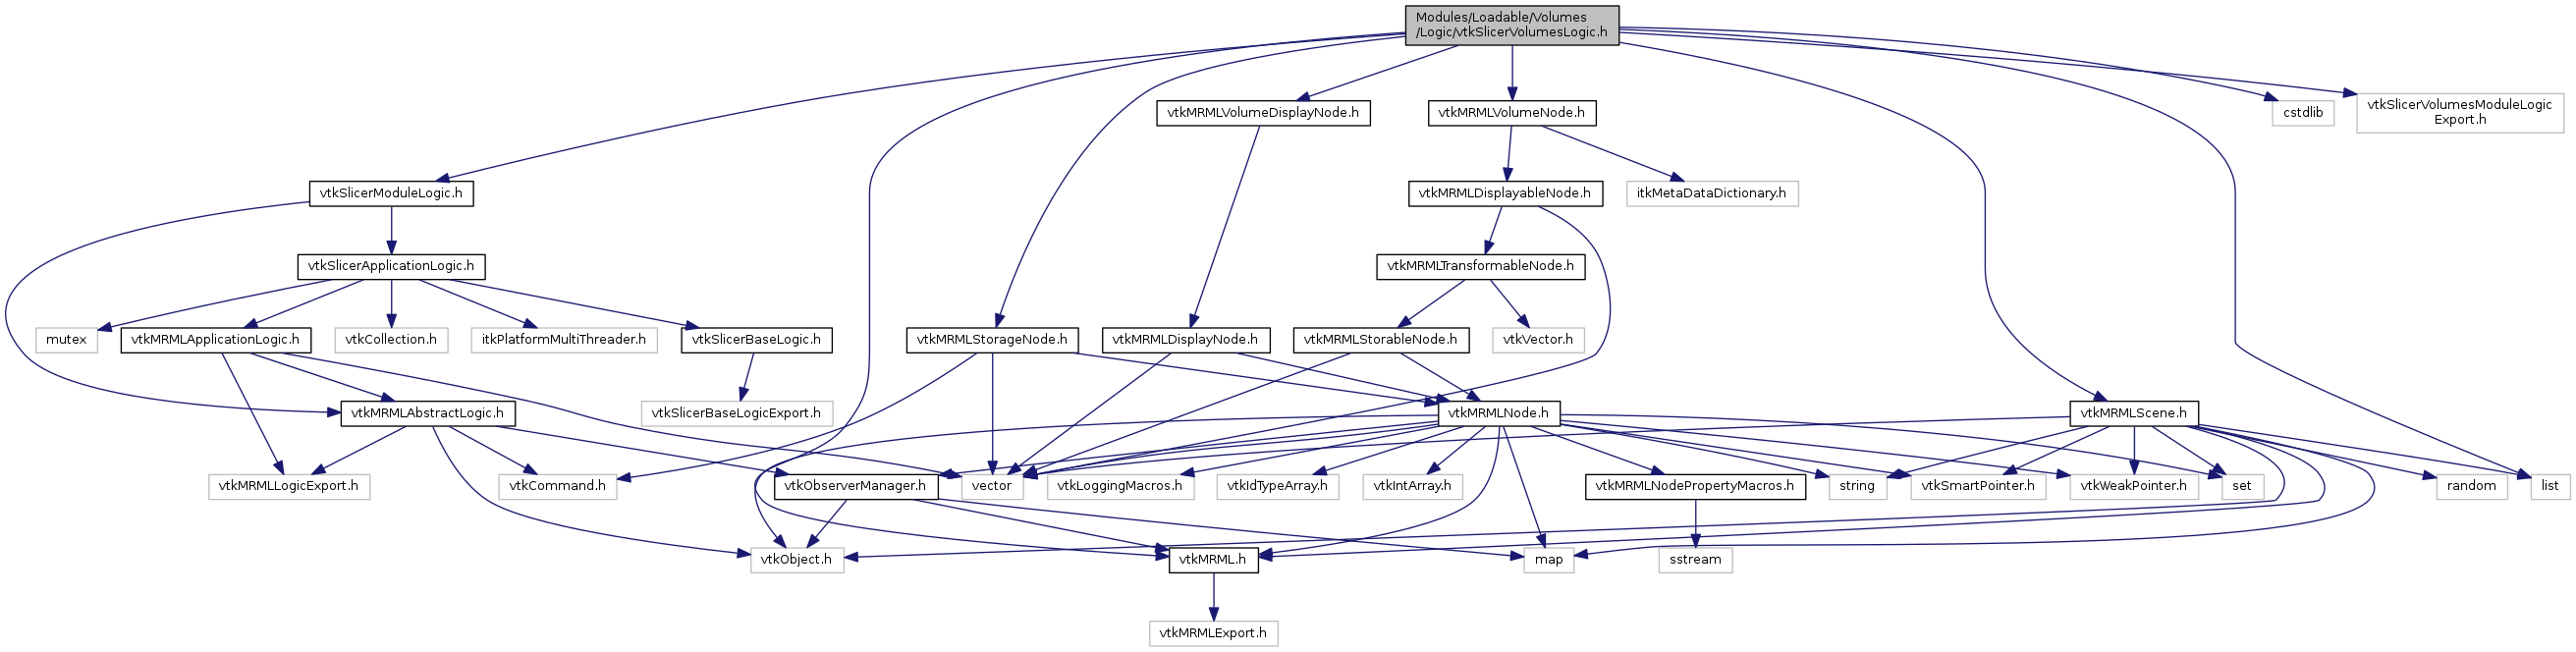 Modules/Loadable/Volumes
/Logic/vtkSlicerVolumesLogic.h
vtkMRMLVolumeDisplayNode.h
vtkMRMLVolumeNode.h
cstdlib
vtkSlicerVolumesModuleLogic
Export.h
vtkSlicerModuleLogic.h
vtkMRMLDisplayableNode.h
itkMetaDataDictionary.h
vtkSlicerApplicationLogic.h
vtkMRMLTransformableNode.h
mutex
vtkMRMLApplicationLogic.h
vtkCollection.h
itkPlatformMultiThreader.h
vtkSlicerBaseLogic.h
vtkMRMLStorageNode.h
vtkMRMLDisplayNode.h
vtkMRMLStorableNode.h
vtkVector.h
vtkMRMLAbstractLogic.h
vtkSlicerBaseLogicExport.h
vtkMRMLNode.h
vtkMRMLScene.h
vtkMRMLLogicExport.h
vtkCommand.h
vtkObserverManager.h
vector
vtkLoggingMacros.h
vtkIdTypeArray.h
vtkIntArray.h
vtkMRMLNodePropertyMacros.h
string
vtkSmartPointer.h
vtkWeakPointer.h
set
random
list
vtkObject.h
vtkMRML.h
map
sstream
vtkMRMLExport.h